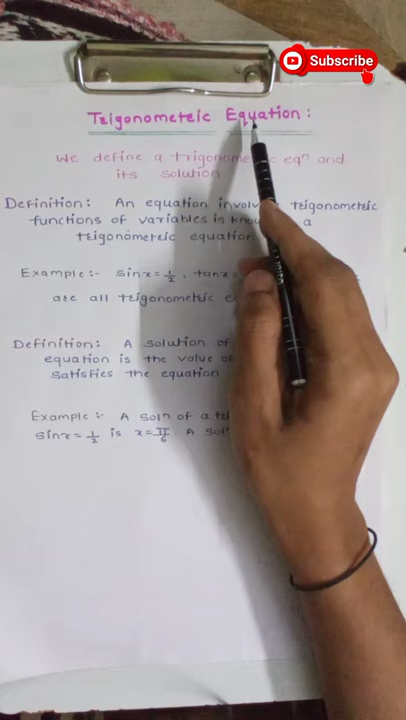 Subscribe
Trigonometric Equation:
We define a trigonometric eqn and
its solution
Definition: An equation involv trigonometric
functions of variables is a
trigonometric equation
Example:- sinx = 1/2 , tanx =
are all trigonometric
Definition: A solution of
equation is the value of
satisfies the equation
Example:- A soln of a
sinx = 1/2 is x = π/6 A soln